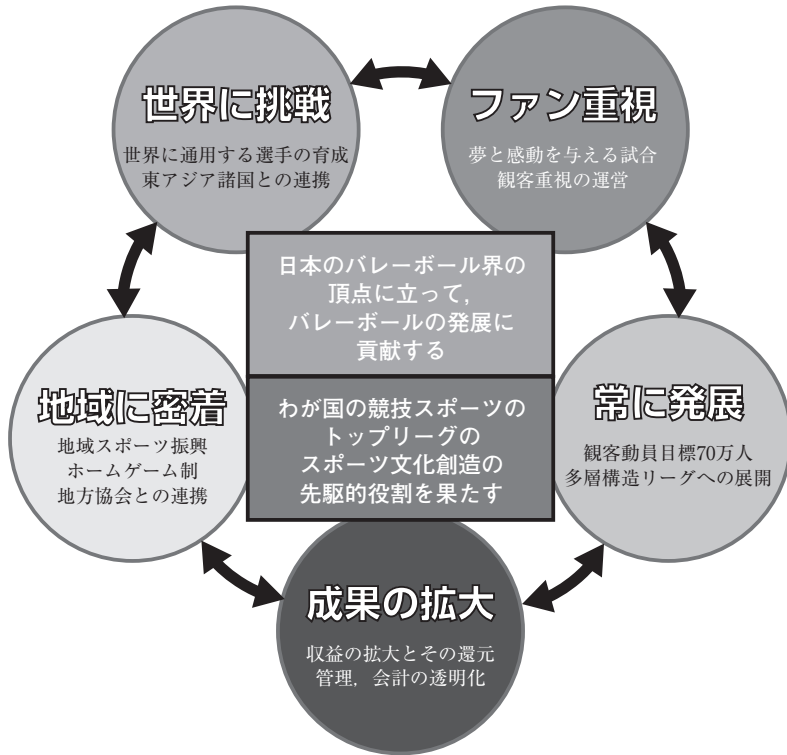 世界に挑戦
世界に通用する選手の育成
東アジア諸国との連携
ファン重視
夢と感動を与える試合
観客重視の運営
日本のバレーボール界の
頂点に立って,
バレーボールの発展に
貢献する
わが国の競技スポーツの
トップリーグの
スポーツ文化創造の
先駆的役割を果たす
地域に密着
地域スポーツ振興
ホームゲーム制
地方協会との連携
常に発展
観客動員目標70万人
多層構造リーグへの展開
成果の拡大
収益の拡大とその還元
管理，会計の透明化